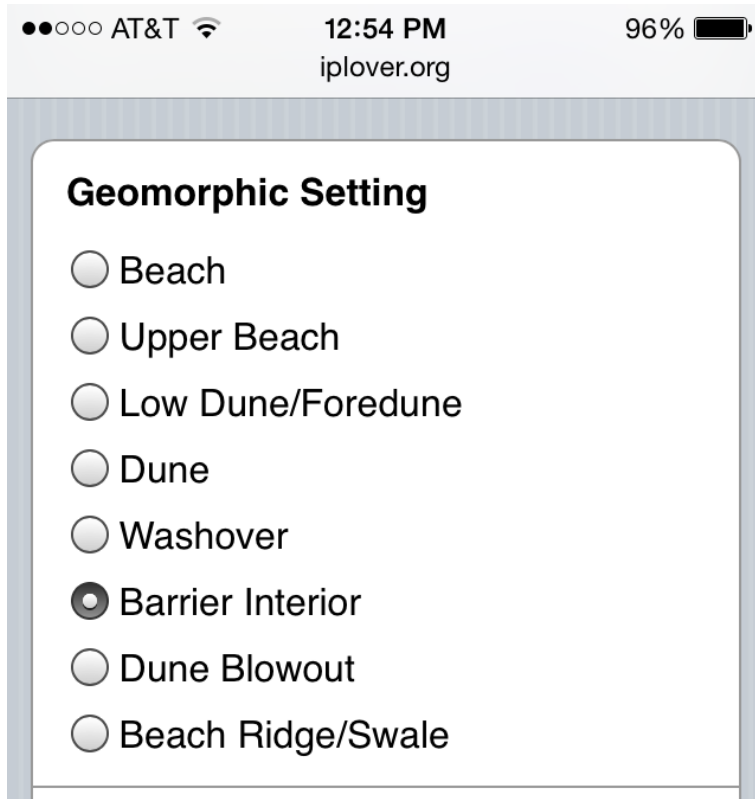 AT&T 12:54 PM 96%
iplover.org
Geomorphic Setting
Beach
Upper Beach
Low Dune/Foredune
Dune
Washover
Barrier Interior
Dune Blowout
Beach Ridge/Swale